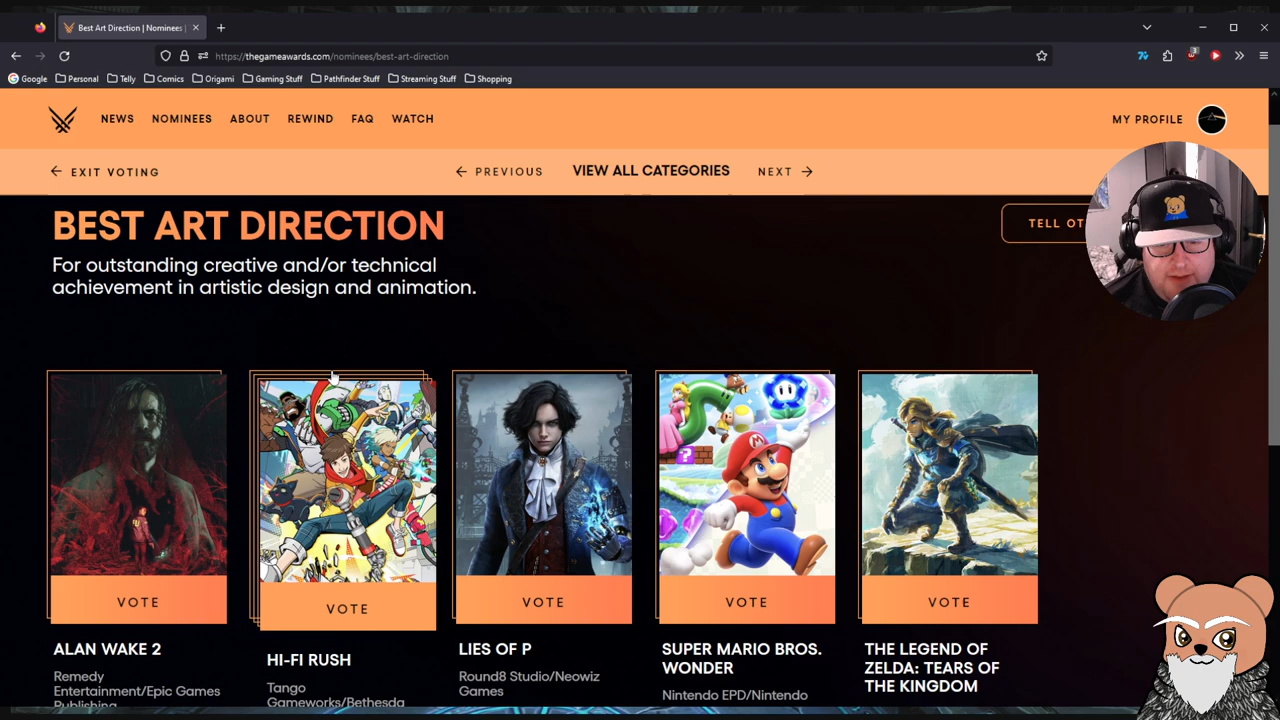 Best Art Direction | Nominees |
https://thegameawards.com/nominees/best-art-direction
3
Google Personal Telly Comics Origami Gaming Stuff Pathfinder Stuff Streaming Stuff Shopping
NEWS NOMINEES ABOUT REWIND FAQ WATCH MY PROFILE
EXIT VOTING PREVIOUS VIEW ALL CATEGORIES NEXT
BEST ART DIRECTION
TELL OT
For outstanding creative and/or technical
achievement in artistic design and animation.
VOTE VOTE VOTE VOTE VOTE
ALAN WAKE 2
Remedy
Entertainment/Epic Games
Publishing
HI-FI RUSH
Tango
Gameworks/Bethesda
LIES OF P
Round8 Studio/Neowiz
Games
SUPER MARIO BROS.
WONDER
Nintendo EPD/Nintendo
THE LEGEND OF
ZELDA: TEARS OF
THE KINGDOM